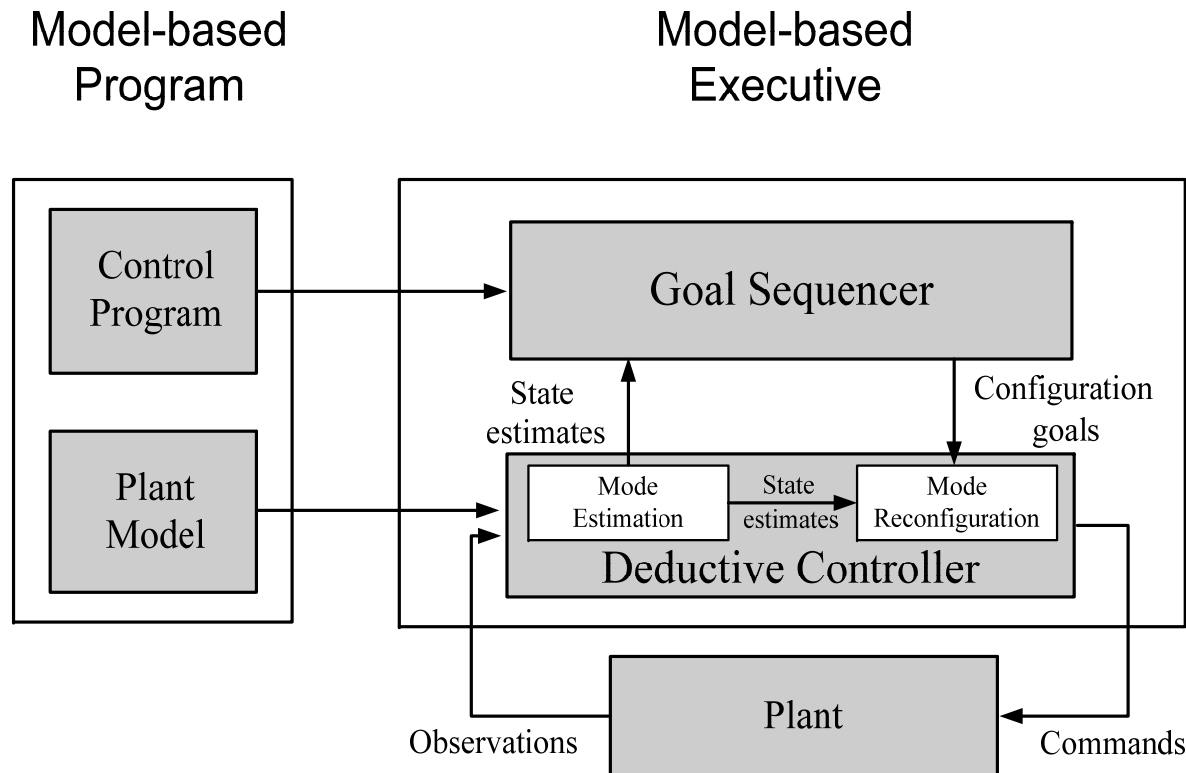 Model-based
Program
Model-based
Executive
Control
Program
Goal Sequencer
State
estimates
Configuration
goals
Plant
Model
Mode
Estimation
State
estimates
Mode
Reconfiguration
Deductive Controller
Plant
Observations
Commands